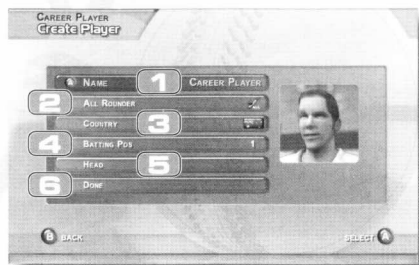 CAREER PLAYER
Create Player
A NAME 1 CAREER PLAYER
2 ALL ROUNDER
COUNTRY 3
4 BATTING POS 1
HEAD 5
6 DONE
B BACK SELECT A